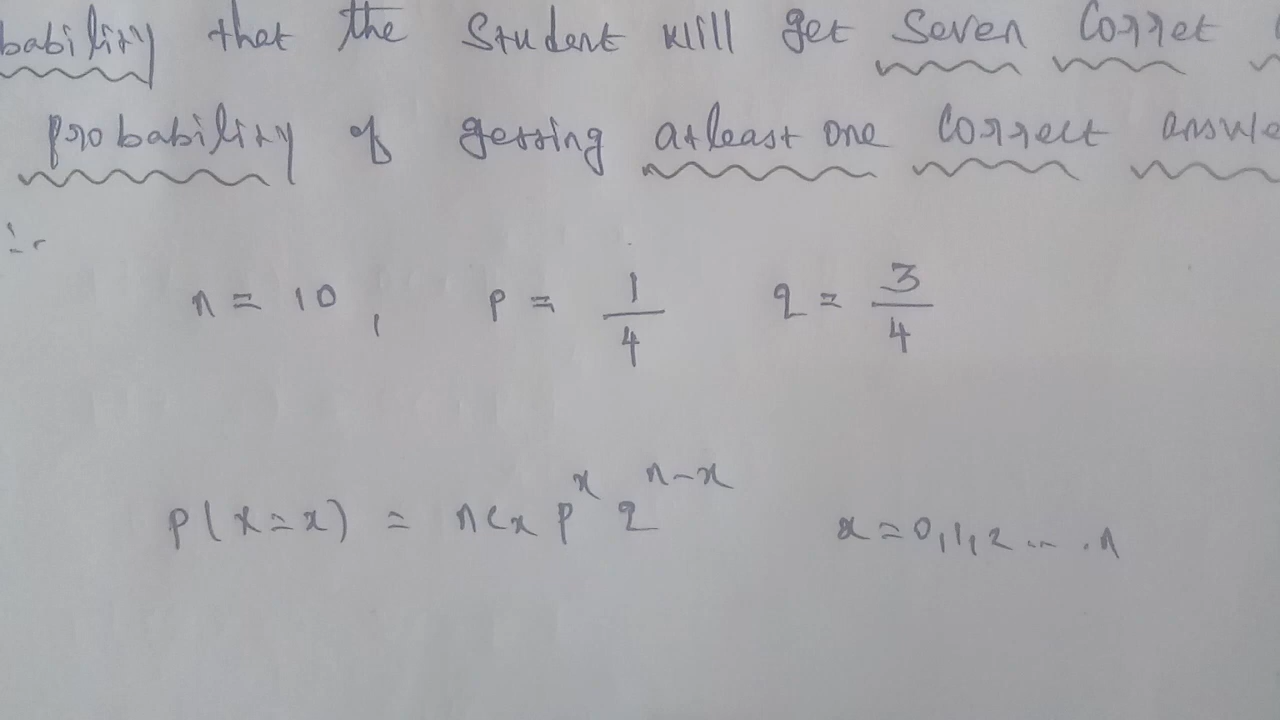 bability that the Student will get Seven Corret
probability of getting atleast one Correct answe
:-
n = 10, p = 1/4 q = 3/4
p(x=x) = ncx p^x q^n-x x=0,1,2.....n